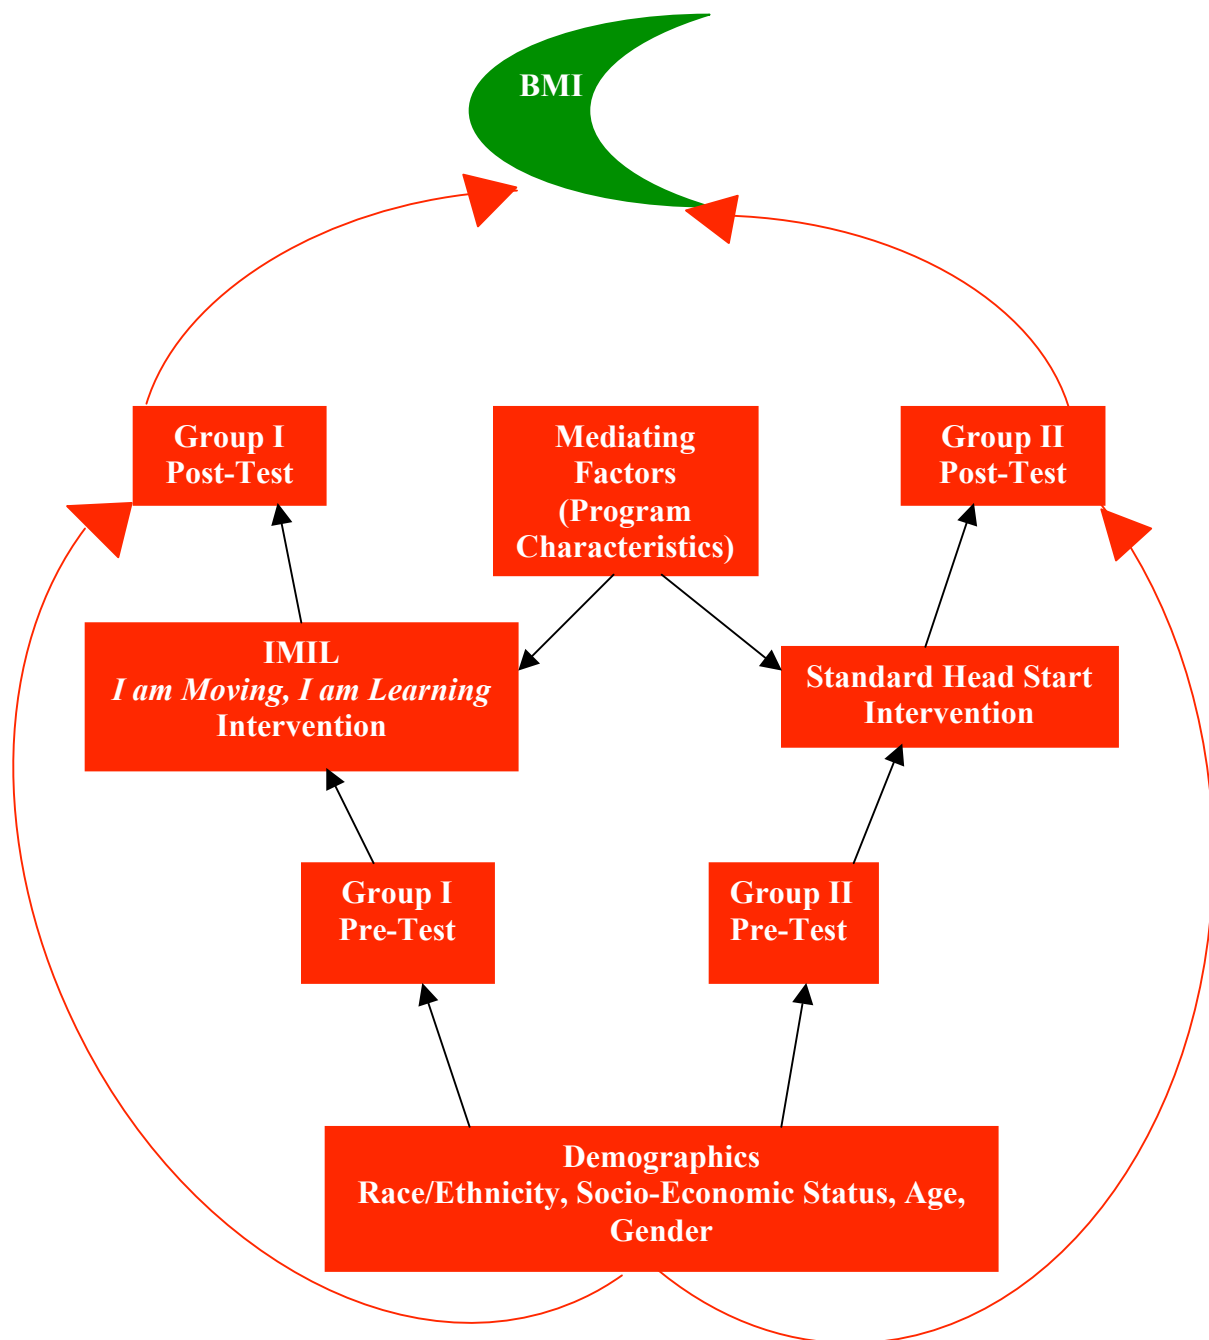 BMI
Group I
Post-Test
Mediating
Factors
(Program
Characteristics)
Group II
Post-Test
IMIL
I am Moving, I am Learning
Intervention
Standard Head Start
Intervention
Group I
Pre-Test
Group II
Pre-Test
Demographics
Race/Ethnicity, Socio-Economic Status, Age,
Gender